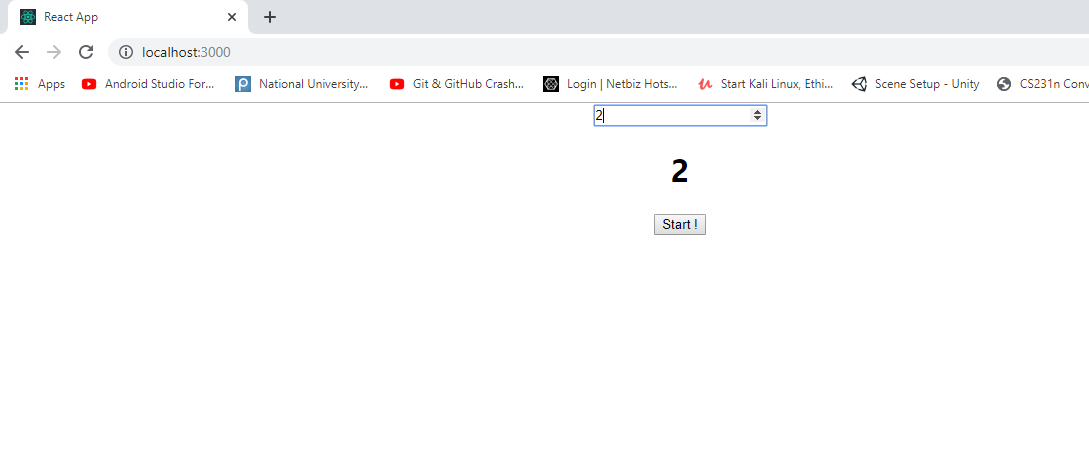 React App
localhost:3000
Apps Android Studio For... National University... Git & GitHub Crash... Login | Netbiz Hots... Start Kali Linux, Ethi... Scene Setup - Unity CS231n Conv
2
2
Start !